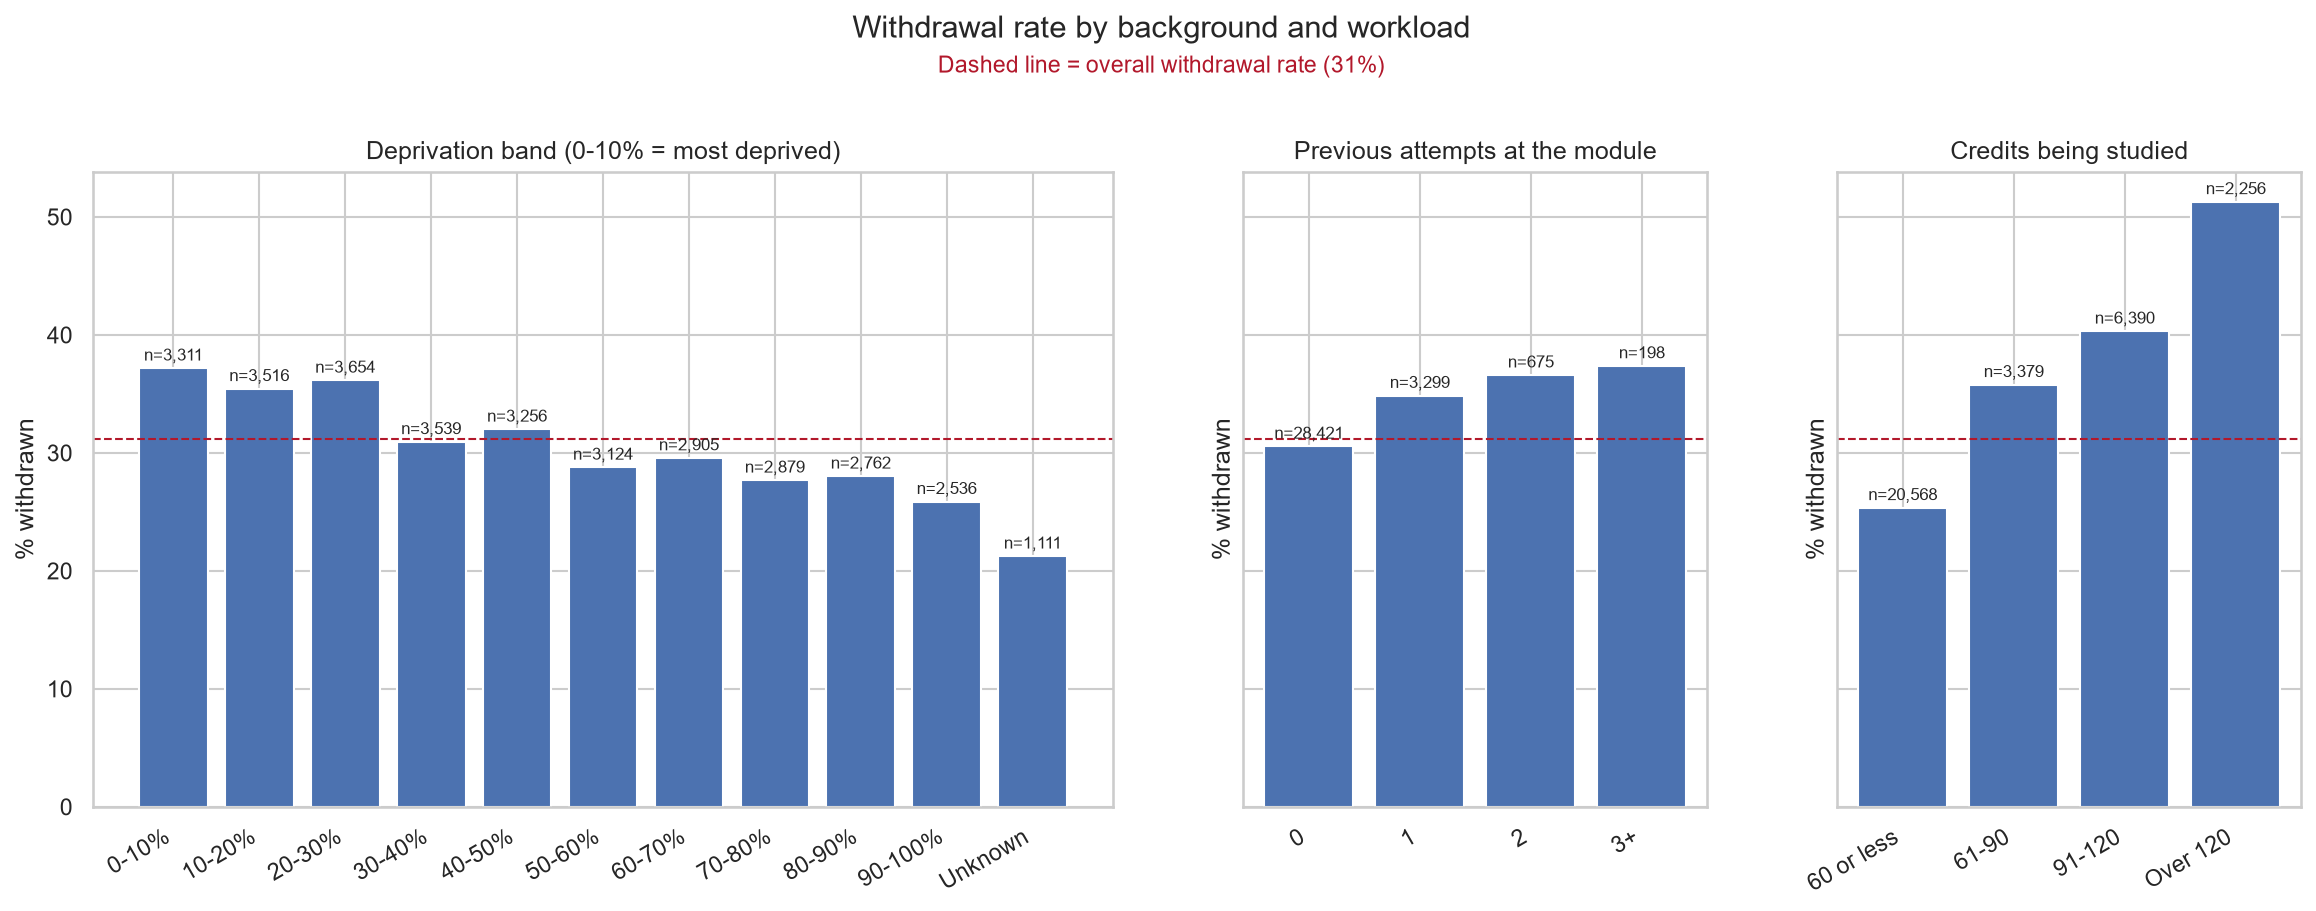 Withdrawal rate by background and workload
Dashed line = overall withdrawal rate (31%)
Deprivation band (0-10% = most deprived)
% withdrawn
50
40
30
20
10
0
n=3,311
n=3,516
n=3,654
n=3,539
n=3,256
n=3,124
n=2,905
n=2,879
n=2,762
n=2,536
n=1,111
0-10%
10-20%
20-30%
30-40%
40-50%
50-60%
60-70%
70-80%
80-90%
90-100%
Unknown
Previous attempts at the module
% withdrawn
n=28,421
n=3,299
n=675
n=198
0
1
2
3+
Credits being studied
% withdrawn
n=20,568
n=3,379
n=6,390
n=2,256
60 or less
61-90
91-120
Over 120